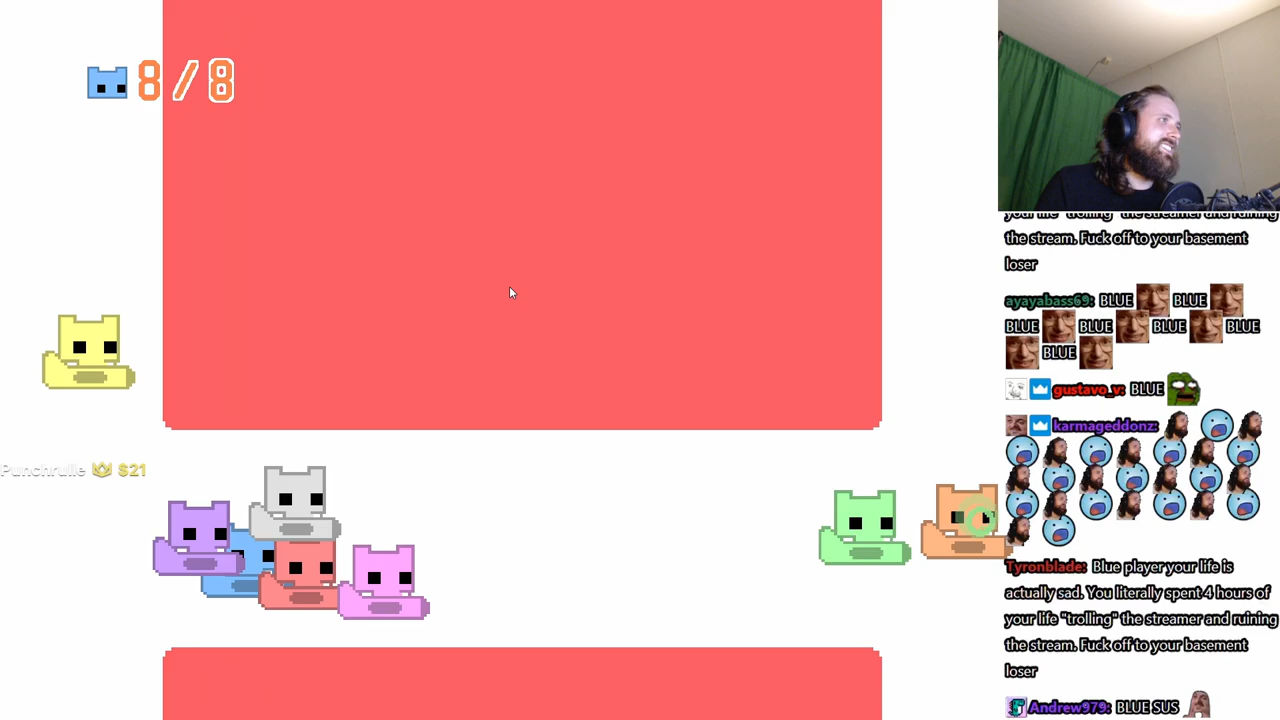 8/8
Punchrulle $21
your life "trolling" the streamer and ruining
the stream. Fuck off to your basement
loser
ayayabass69: BLUE BLUE
BLUE BLUE BLUE BLUE
BLUE
gustavo_v: BLUE
karmageddonz:
Tyronblade: Blue player your life is
actually sad. You literally spent 4 hours of
your life "trolling" the streamer and ruining
the stream. Fuck off to your basement
loser
Andrew979: BLUE SUS